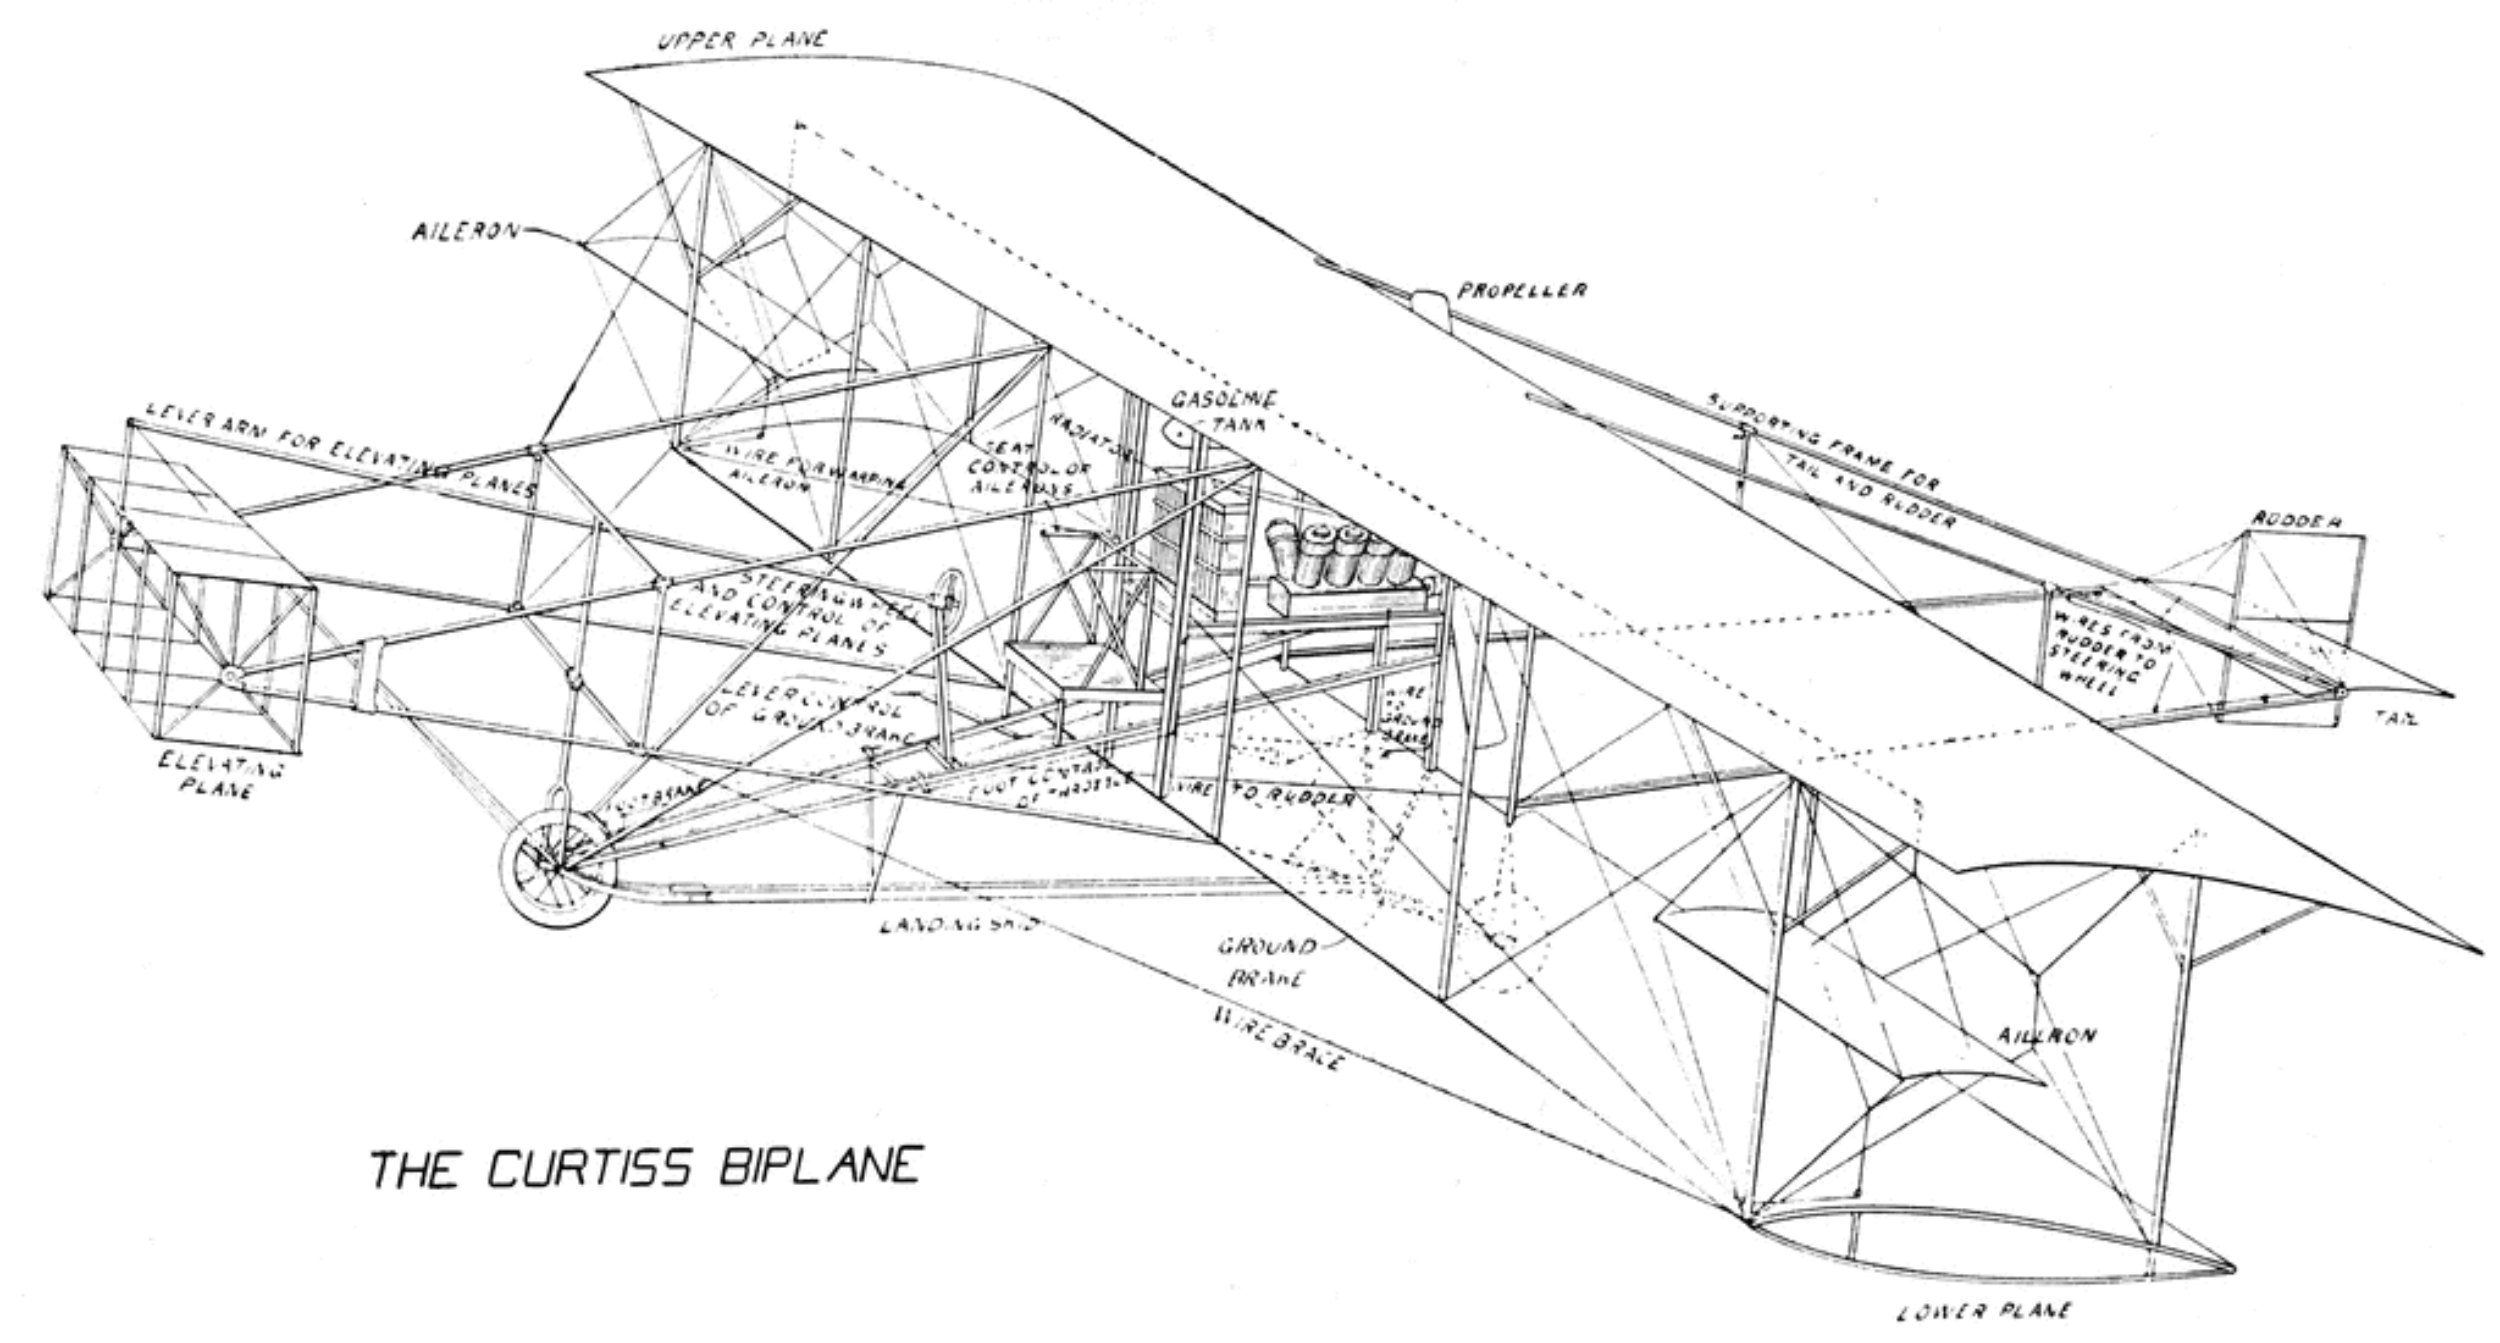 UPPER PLANE
AILERON
PROPELLER
LEVER ARM FOR ELEVATING PLANES
GASOLINE
TANK
RADIATOR
SEAT
CONTROL OF
AILERONS
WIRE FOR WARPING
AILERON
SUPPORTING FRAME FOR
TAIL AND RUDDER
RUDDER
STEERING WHEEL
AND CONTROL OF
ELEVATING PLANES
WIRES FROM
RUDDER TO
STEERING
WHEEL
TAIL
LEVER CONTROL
OF GROUND BRAKE
WIRE
TO
GROUND
BRAKE
ELEVATING
PLANE
FOOT BRAKE
FOOT CONTROL
OF THROTTLE
WIRE TO RUDDER
LANDING SKID
GROUND
BRAKE
WIRE BRACE
AILERON
THE CURTISS BIPLANE
LOWER PLANE